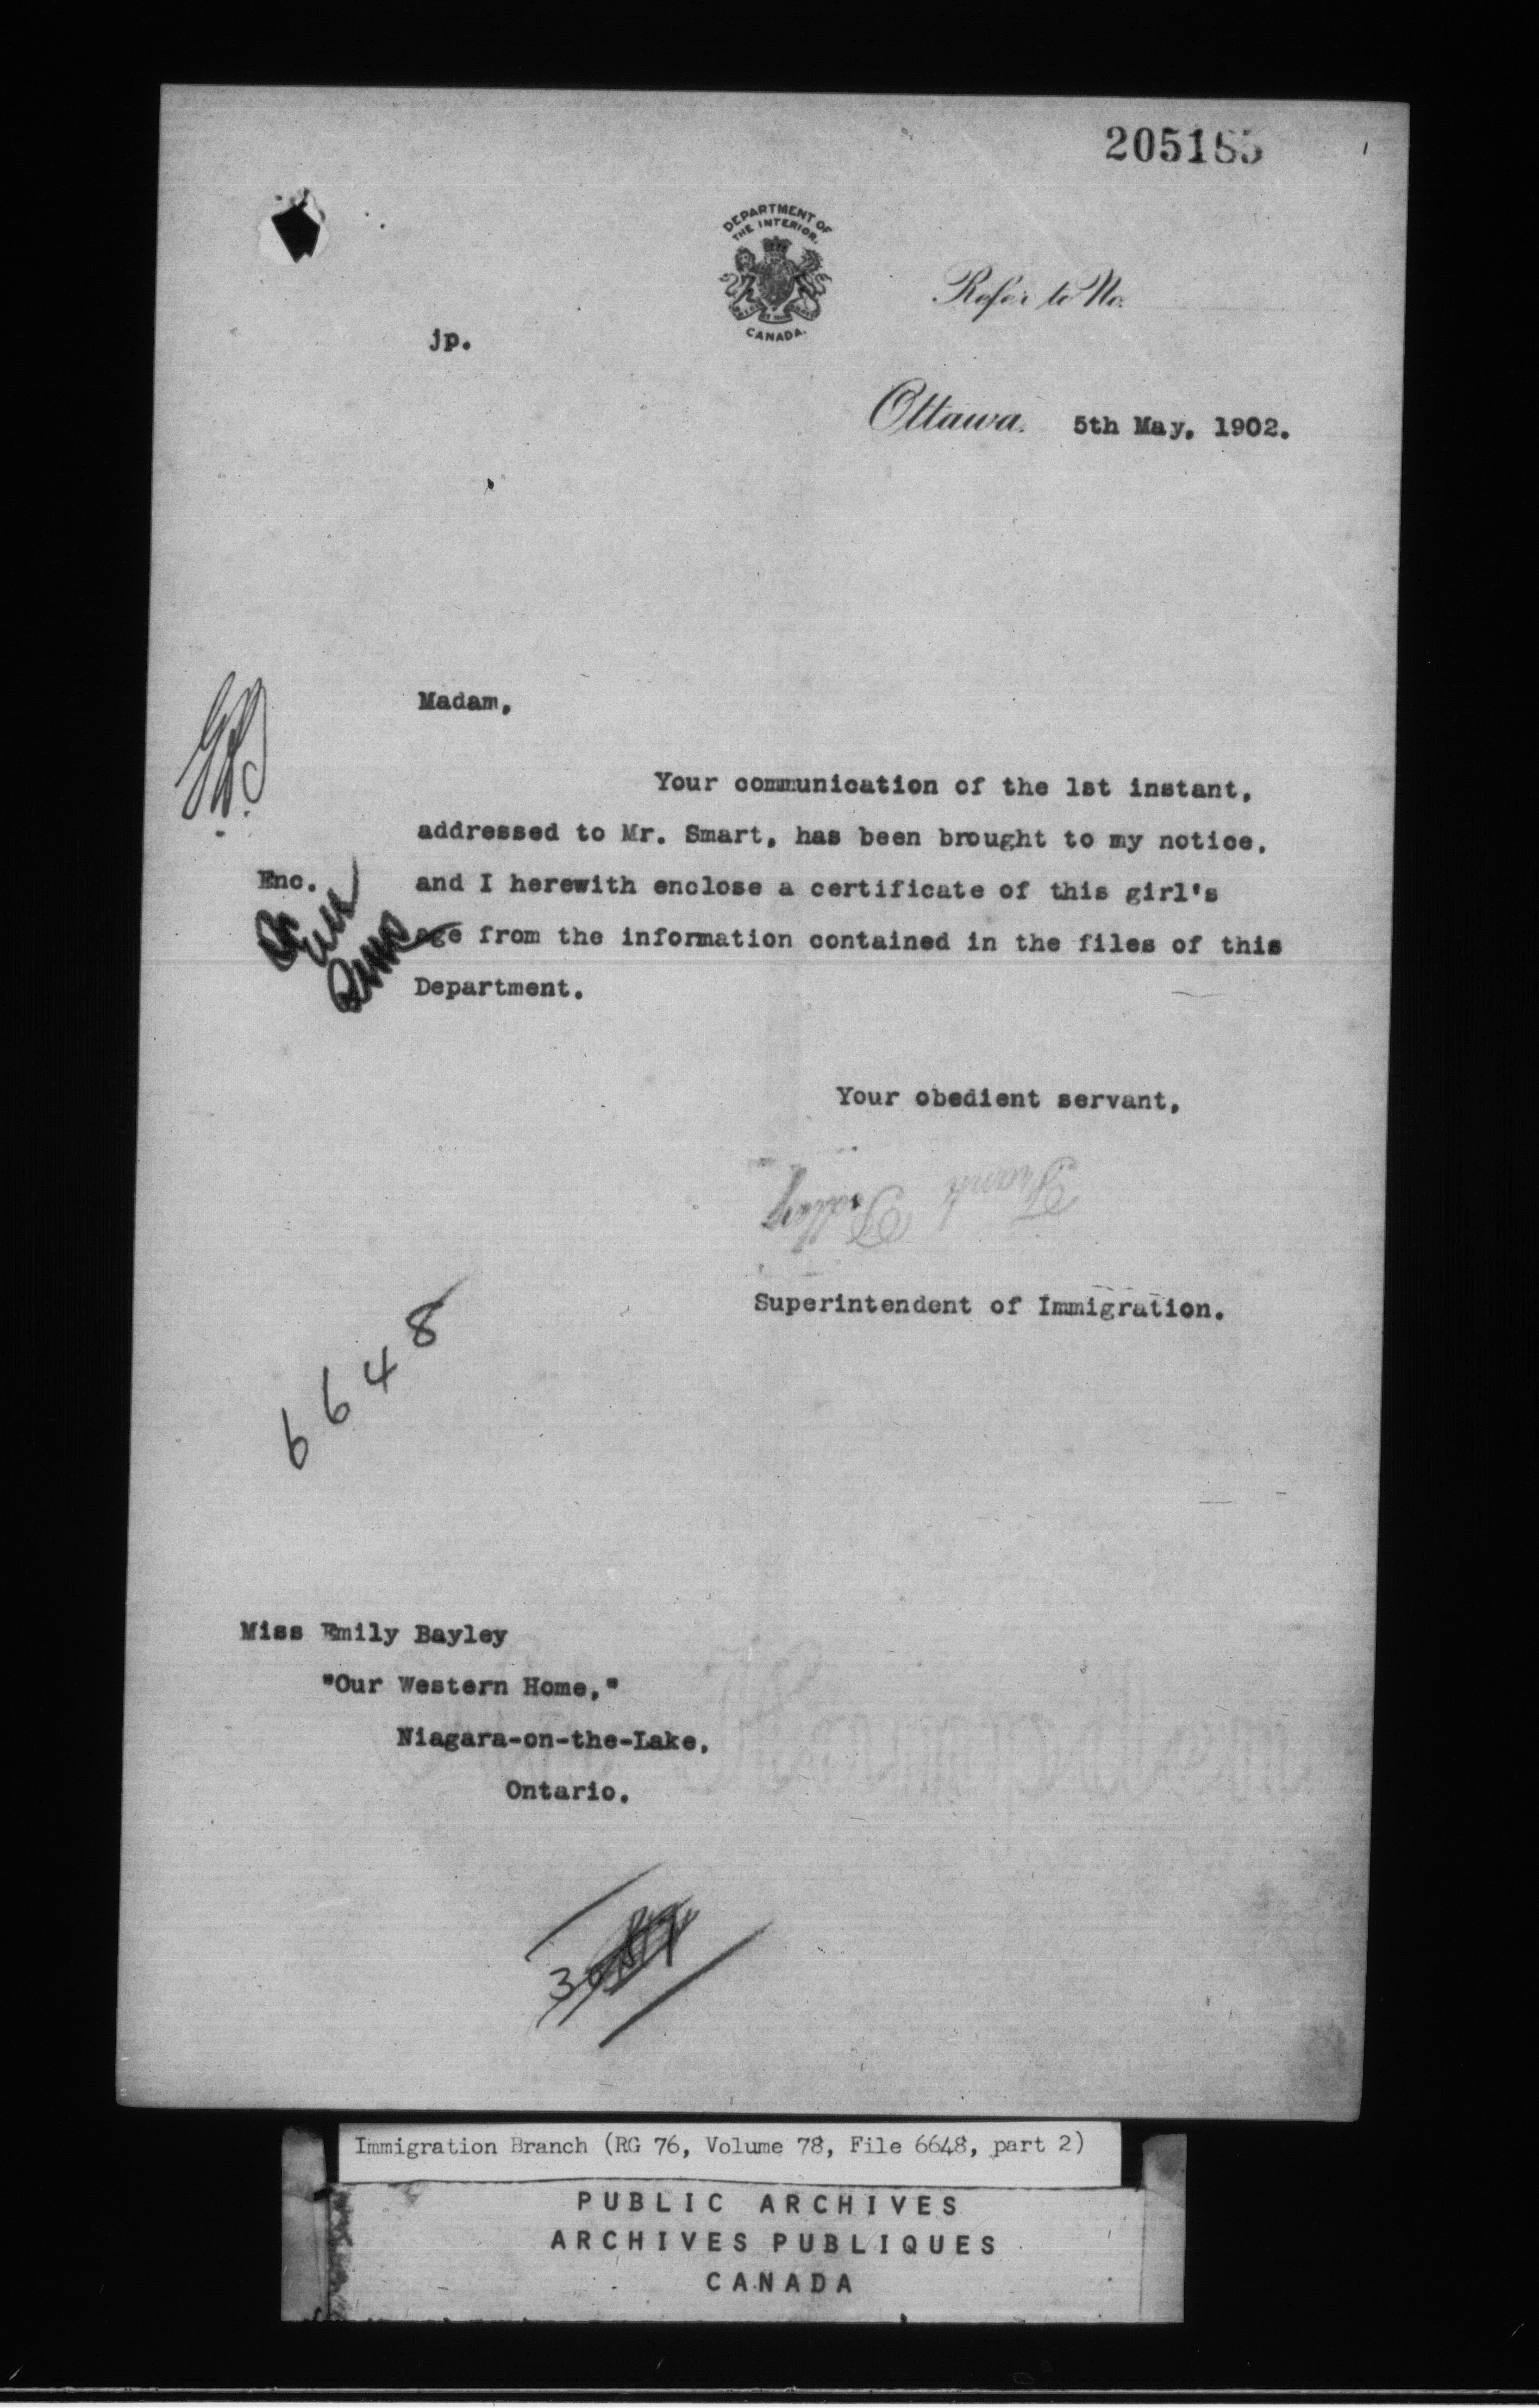 205185
DEPARTMENT OF
THE INTERIOR.
CANADA.
Refer to No.
jp.
Ottawa. 5th May, 1902.
Madam,
Your communication of the 1st instant,
addressed to Mr. Smart, has been brought to my notice,
Enc.
and I herewith enclose a certificate of this girl's
age from the information contained in the files of this
Department.
Your obedient servant,
Frank Pedley
Superintendent of Immigration.
6648
Miss Emily Bayley
"Our Western Home,"
Niagara-on-the-Lake,
Ontario.
Immigration Branch (RG 76, Volume 78, File 6648, part 2)
PUBLIC ARCHIVES
ARCHIVES PUBLIQUES
CANADA